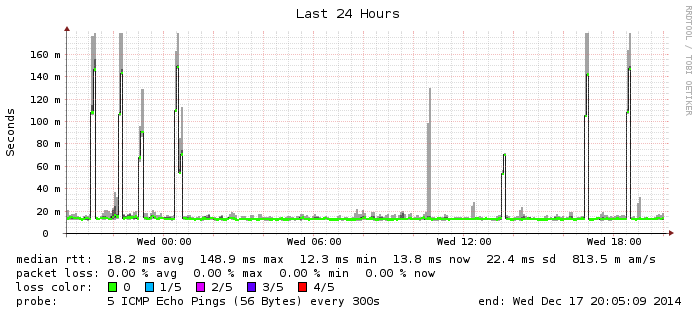 Last 24 Hours
RRDTOOL / TOBI OETIKER
Seconds
160 m
140 m
120 m
100 m
80 m
60 m
40 m
20 m
0
Wed 00:00 Wed 06:00 Wed 12:00 Wed 18:00
median rtt: 18.2 ms avg 148.9 ms max 12.3 ms min 13.8 ms now 22.4 ms sd 813.5 m am/s
packet loss: 0.00 % avg 0.00 % max 0.00 % min 0.00 % now
loss color: 0 1/5 2/5 3/5 4/5
probe: 5 ICMP Echo Pings (56 Bytes) every 300s end: Wed Dec 17 20:05:09 2014